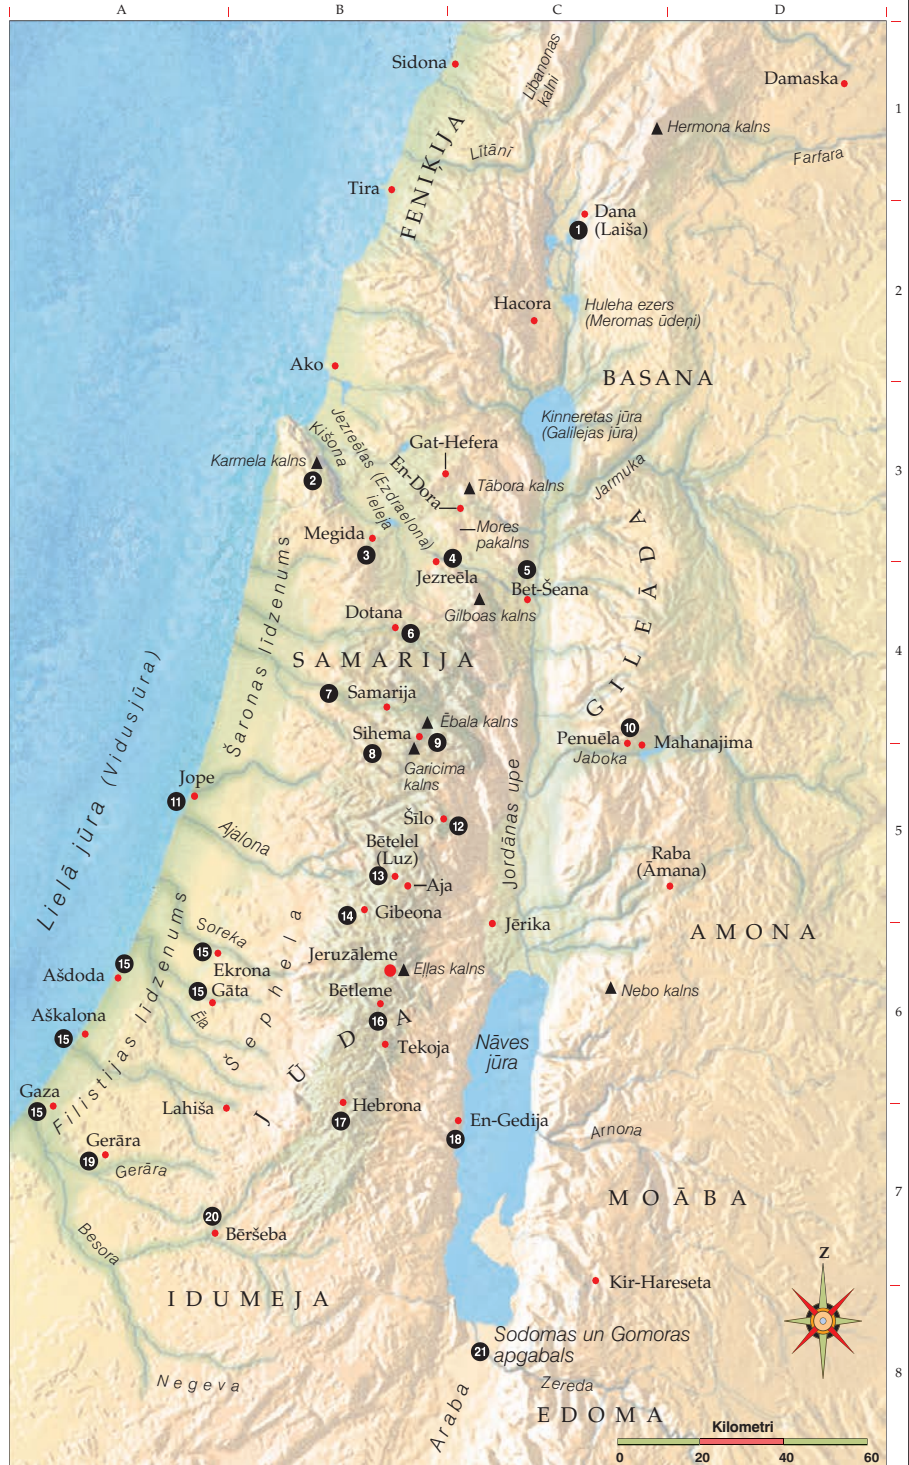 A B C D
1
2
3
4
5
6
7
8
Sidona
Libanonas
kalni
Damaska
Hermona kalns
FENIĶIJA
Lītānī
Farfara
Tira
Dana
(Laiša)
1
Hacora
Huleha ezers
(Meromas ūdeņi)
Ako
BASANA
Kinneretas jūra
(Galilejas jūra)
Jezreēlas (Ezdraelona)
ieleja
Kišona
Gat-Hefera
Karmela kalns
2
En-Dora
Tābora kalns
Jarmuka
Mores
pakalns
Megida
3
4
Jezreēla
5
Bet-Šeana
Gilboas kalns
GILEĀDA
Šaronas līdzenums
Dotana
6
SAMARIJA
7
Samarija
Ēbala kalns
Sihema
8
9
Garicima
kalns
10
Penuēla
Mahanajima
Jaboka
Lielā jūra (Vidusjūra)
Jope
11
Jordānas upe
Šīlo
12
Ajalona
Bētelel
(Luz)
13
Aja
Raba
(Āmana)
14
Gibeona
Jērika
AMONA
Soreka
15
Ekrona
Šephela
Jeruzāleme
Eļļas kalns
Nebo kalns
15
Ašdoda
15
Gāta
Ēla
Bētleme
16
Aškalona
15
Filistijas līdzenums
JŪDA
Tekoja
Nāves
jūra
Gaza
15
Lahiša
Hebrona
17
En-Gedija
18
Arnona
Gerāra
19
Gerāra
MOĀBA
20
Bēršeba
Besora
Kir-Hareseta
Z
IDUMEJA
21
Sodomas un Gomoras
apgabals
Negeva
Araba
Zereda
EDOMA
Kilometri
0 20 40 60